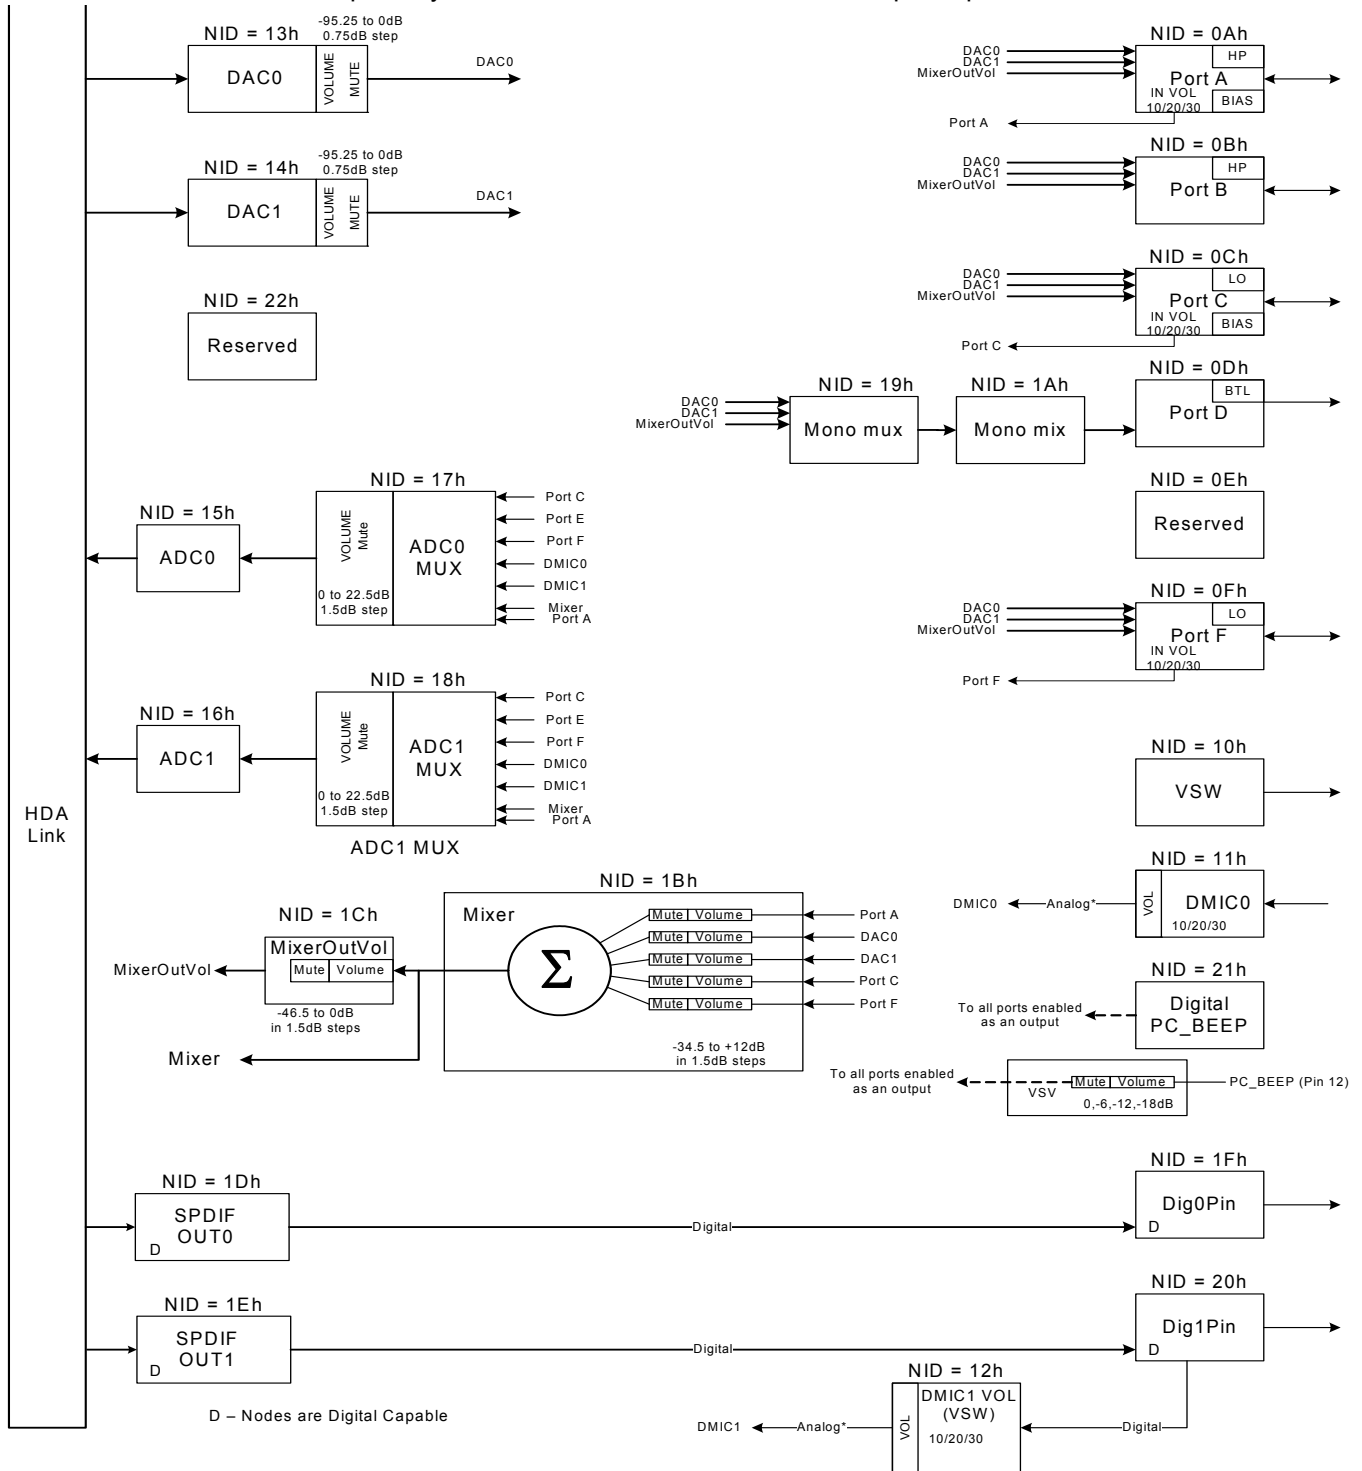 NID = 13h
-95.25 to 0dB
0.75dB step
DAC0
VOLUME
MUTE
DAC0
NID = 14h
-95.25 to 0dB
0.75dB step
DAC1
VOLUME
MUTE
DAC1
NID = 22h
Reserved
NID = 17h
NID = 15h
ADC0
VOLUME
Mute
0 to 22.5dB
1.5dB step
ADC0
MUX
Port C
Port E
Port F
DMIC0
DMIC1
Mixer
Port A
NID = 18h
NID = 16h
ADC1
VOLUME
Mute
0 to 22.5dB
1.5dB step
ADC1
MUX
Port C
Port E
Port F
DMIC0
DMIC1
Mixer
Port A
ADC1 MUX
HDA
Link
NID = 1Bh
Mixer
Σ
Mute Volume
Mute Volume
Mute Volume
Mute Volume
Mute Volume
Port A
DAC0
DAC1
Port C
Port F
-34.5 to +12dB
in 1.5dB steps
NID = 1Ch
MixerOutVol
Mute Volume
-46.5 to 0dB
in 1.5dB steps
MixerOutVol
Mixer
NID = 0Ah
DAC0
DAC1
MixerOutVol
HP
Port A
IN VOL
10/20/30
BIAS
Port A
NID = 0Bh
DAC0
DAC1
MixerOutVol
HP
Port B
NID = 0Ch
DAC0
DAC1
MixerOutVol
LO
Port C
IN VOL
10/20/30
BIAS
Port C
NID = 19h
DAC0
DAC1
MixerOutVol
Mono mux
NID = 1Ah
Mono mix
NID = 0Dh
BTL
Port D
NID = 0Eh
Reserved
NID = 0Fh
DAC0
DAC1
MixerOutVol
LO
Port F
IN VOL
10/20/30
Port F
NID = 10h
VSW
NID = 11h
DMIC0
Analog*
VOL
DMIC0
10/20/30
NID = 21h
To all ports enabled
as an output
Digital
PC_BEEP
To all ports enabled
as an output
VSV
Mute Volume
0,-6,-12,-18dB
PC_BEEP (Pin 12)
NID = 1Dh
SPDIF
OUT0
D
Digital
NID = 1Fh
Dig0Pin
D
NID = 1Eh
SPDIF
OUT1
D
Digital
NID = 20h
Dig1Pin
D
NID = 12h
DMIC1 VOL
(VSW)
VOL
10/20/30
DMIC1
Analog*
Digital
D – Nodes are Digital Capable